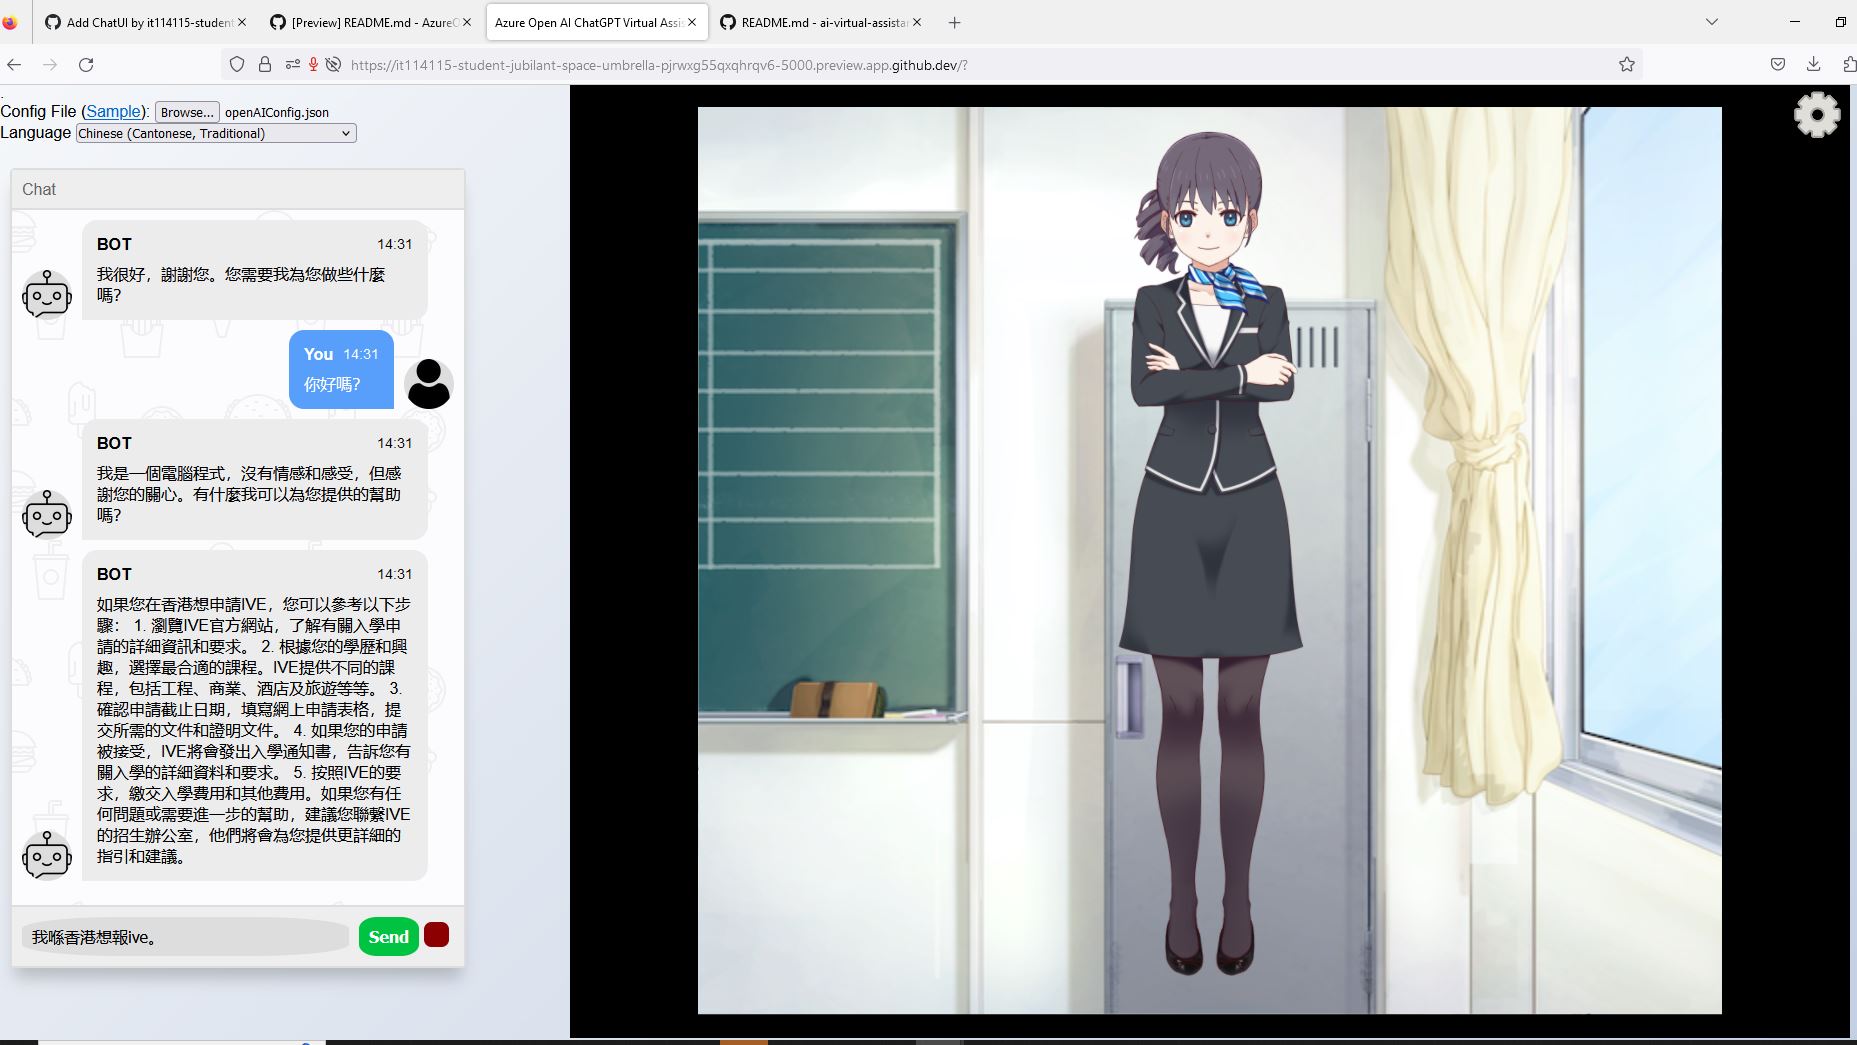 Add ChatUI by it114115-student
[Preview] README.md - AzureO
Azure Open AI ChatGPT Virtual Assis
README.md - ai-virtual-assistan
https://it114115-student-jubilant-space-umbrella-pjrwxg55qxqhrqv6-5000.preview.app.github.dev/?
Config File (Sample): Browse... openAIConfig.json
Language Chinese (Cantonese, Traditional)
Chat
BOT 14:31
我很好，謝謝您。您需要我為您做些什麼
嗎?
You 14:31
你好嗎?
BOT 14:31
我是一個電腦程式，沒有情感和感受，但感
謝您的關心。有什麼我可以為您提供的幫助
嗎?
BOT 14:31
如果您在香港想申請IVE，您可以參考以下步
驟： 1. 瀏覽IVE官方網站，了解有關入學申
請的詳細資訊和要求。 2. 根據您的學歷和興
趣，選擇最合適的課程。IVE提供不同的課
程，包括工程、商業、酒店及旅遊等等。 3.
確認申請截止日期，填寫網上申請表格，提
交所需的文件和證明文件。 4. 如果您的申請
被接受，IVE將會發出入學通知書，告訴您有
關入學的詳細資料和要求。 5. 按照IVE的要
求，繳交入學費用和其他費用。如果您有任
何問題或需要進一步的幫助，建議您聯繫IVE
的招生辦公室，他們將會為您提供更詳細的
指引和建議。
我喺香港想報ive。
Send